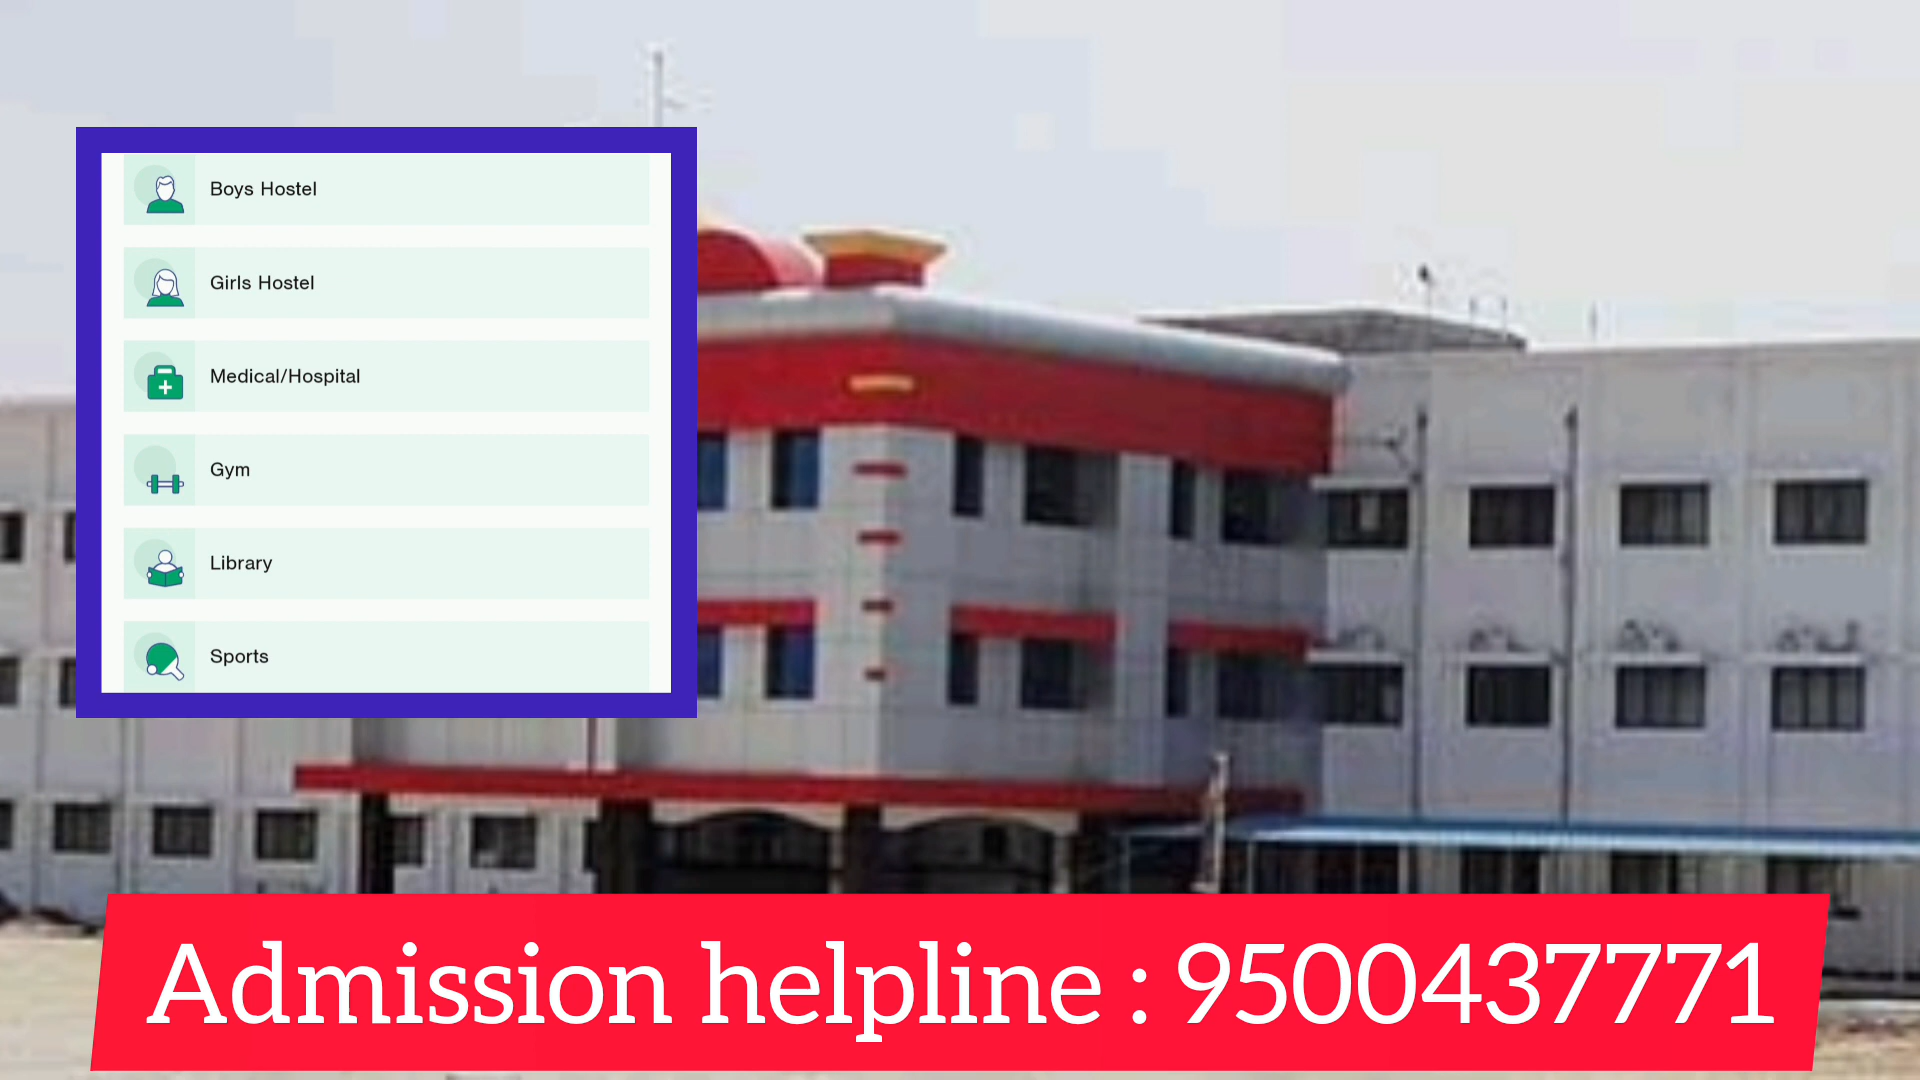 Boys Hostel
Girls Hostel
Medical/Hospital
Gym
Library
Sports
Admission helpline : 9500437771